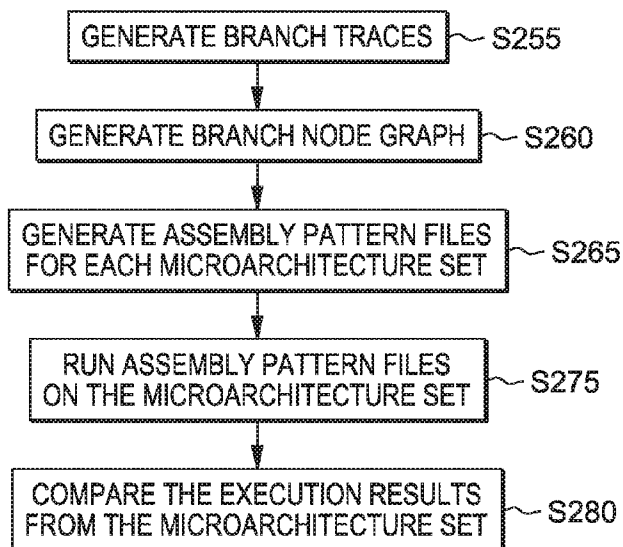 GENERATE BRANCH TRACES
S255
GENERATE BRANCH NODE GRAPH
S260
GENERATE ASSEMBLY PATTERN FILES
FOR EACH MICROARCHITECTURE SET
S265
RUN ASSEMBLY PATTERN FILES
ON THE MICROARCHITECTURE SET
S275
COMPARE THE EXECUTION RESULTS
FROM THE MICROARCHITECTURE SET
S280